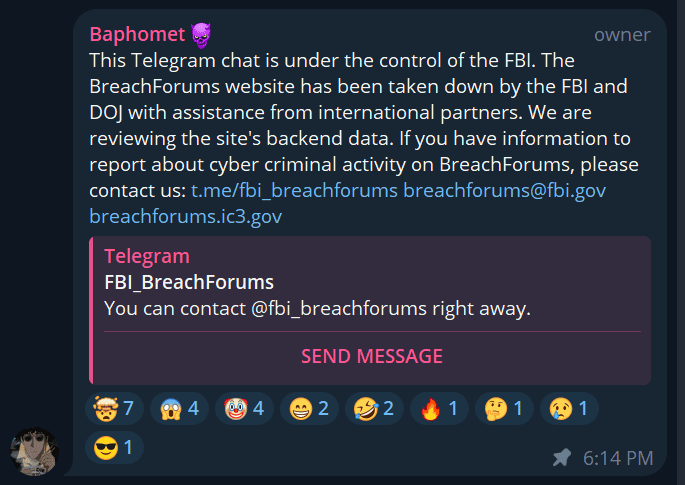 Baphomet 😈 owner
This Telegram chat is under the control of the FBI. The
BreachForums website has been taken down by the FBI and
DOJ with assistance from international partners. We are
reviewing the site's backend data. If you have information to
report about cyber criminal activity on BreachForums, please
contact us: t.me/fbi_breachforums breachforums@fbi.gov
breachforums.ic3.gov
Telegram
FBI_BreachForums
You can contact @fbi_breachforums right away.
SEND MESSAGE
🤯 7 😱 4 🤡 4 😁 2 🤣 2 🔥 1 🤔 1 😢 1
😎 1
6:14 PM